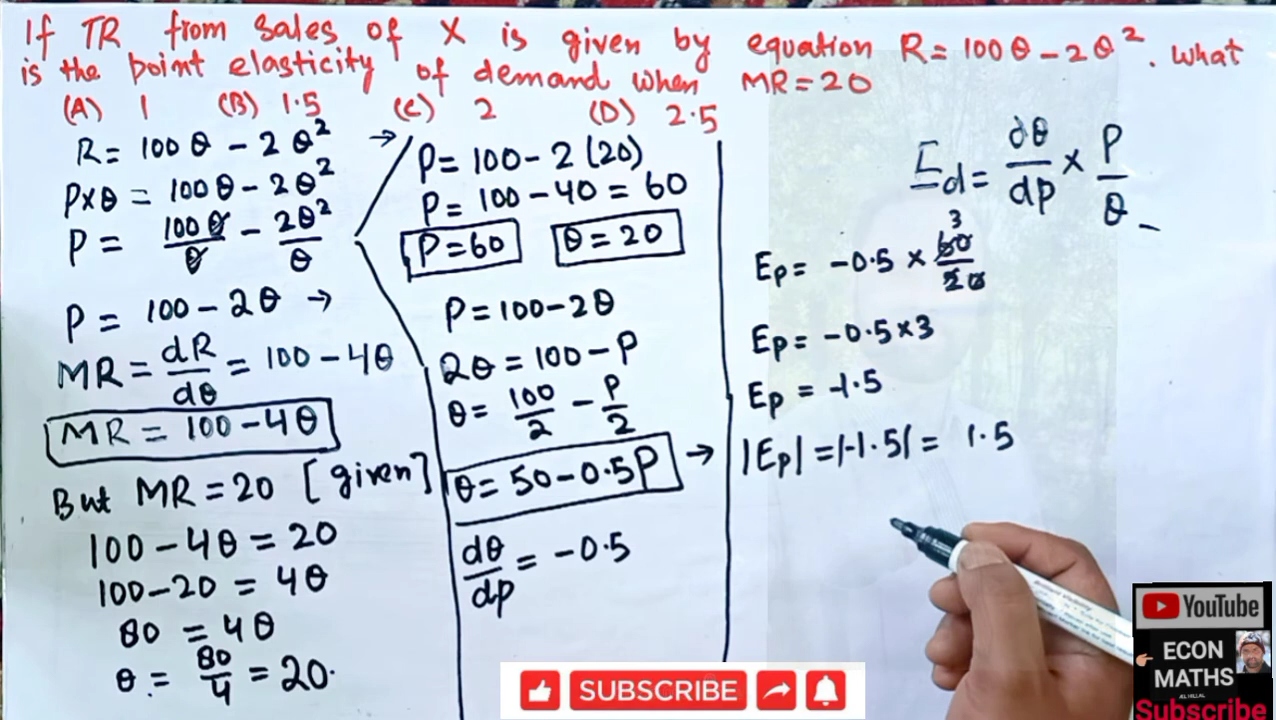 If TR from sales of X is given by equation R = 100θ - 2θ². What
is the point elasticity of demand when MR = 20
(A) 1 (B) 1.5 (C) 2 (D) 2.5
R = 100θ - 2θ² →
P×θ = 100θ - 2θ²
P = 100θ/θ - 2θ²/θ
P = 100 - 2θ →
MR = dR/dθ = 100 - 4θ
MR = 100 - 4θ
But MR = 20 [given]
100 - 4θ = 20
100 - 20 = 4θ
80 = 4θ
θ = 80/4 = 20.
P = 100 - 2(20)
P = 100 - 40 = 60
P = 60 θ = 20
P = 100 - 2θ
2θ = 100 - P
θ = 100/2 - P/2
θ = 50 - 0.5P →
dθ/dp = -0.5
Ed = dθ/dp × P/θ
3
Ep = -0.5 × 60/20
Ep = -0.5×3
Ep = -1.5
|Ep| = |-1.5| = 1.5
SUBSCRIBE
YouTube
ECON
MATHS
Subscribe